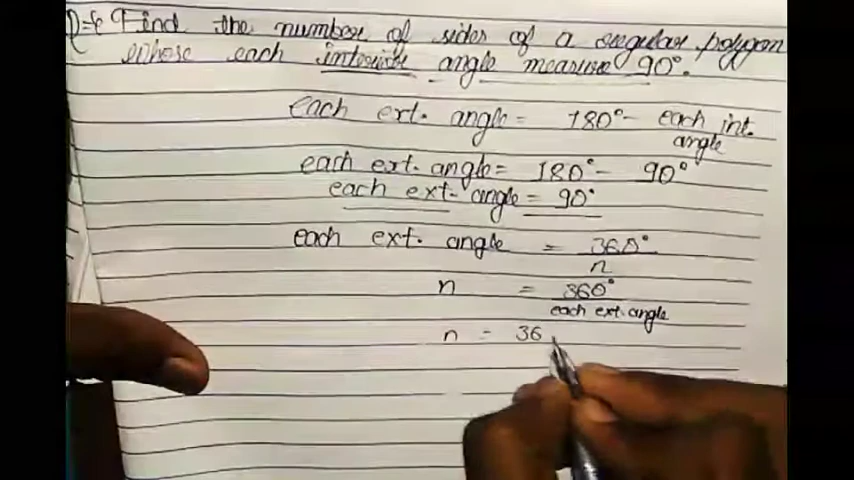 Find the number of sides of a regular polygon
whose each interior angle measure 90°.
each ext. angle = 180° - each int.
angle
each ext. angle = 180° - 90°
each ext. angle = 90°
each ext. angle = 360°
n
n = 360°
each ext. angle
n = 36